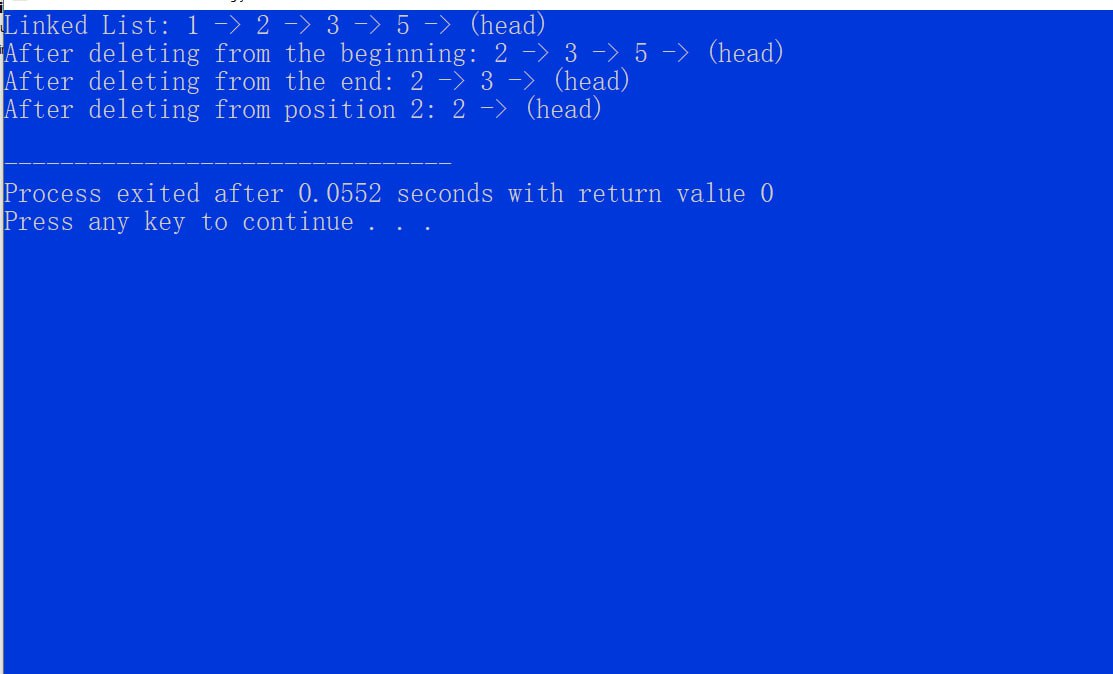 Linked List: 1 -> 2 -> 3 -> 5 -> (head)
After deleting from the beginning: 2 -> 3 -> 5 -> (head)
After deleting from the end: 2 -> 3 -> (head)
After deleting from position 2: 2 -> (head)
--------------------------------
Process exited after 0.0552 seconds with return value 0
Press any key to continue . . .